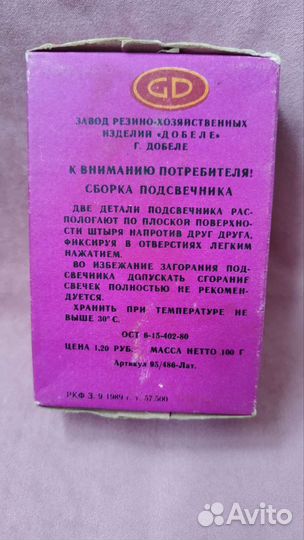 GD
ЗАВОД РЕЗИНО-ХОЗЯЙСТВЕННЫХ
ИЗДЕЛИЙ «ДОБЕЛЕ»
Г. ДОБЕЛЕ
К ВНИМАНИЮ ПОТРЕБИТЕЛЯ!
СБОРКА ПОДСВЕЧНИКА
ДВЕ ДЕТАЛИ ПОДСВЕЧНИКА РАС-
ПОЛОГАЮТ ПО ПЛОСКОЙ ПОВЕРХНО-
СТИ ШТЫРЯ НАПРОТИВ ДРУГ ДРУГА,
ФИКСИРУЯ В ОТВЕРСТИЯХ ЛЕГКИМ
НАЖАТИЕМ.
ВО ИЗБЕЖАНИЕ ЗАГОРАНИЯ ПОД-
СВЕЧНИКА ДОПУСКАТЬ СГОРАНИЕ
СВЕЧЕК ПОЛНОСТЬЮ НЕ РЕКОМЕН-
ДУЕТСЯ.
ХРАНИТЬ ПРИ ТЕМПЕРАТУРЕ НЕ
ВЫШЕ 30°С.
ОСТ 6-15-402-80
ЦЕНА 1,20 РУБ. МАССА НЕТТО 100 Г
Артикул 95/486-Лат.
РКФ З. 9 1989 г. т. 57.500
Avito